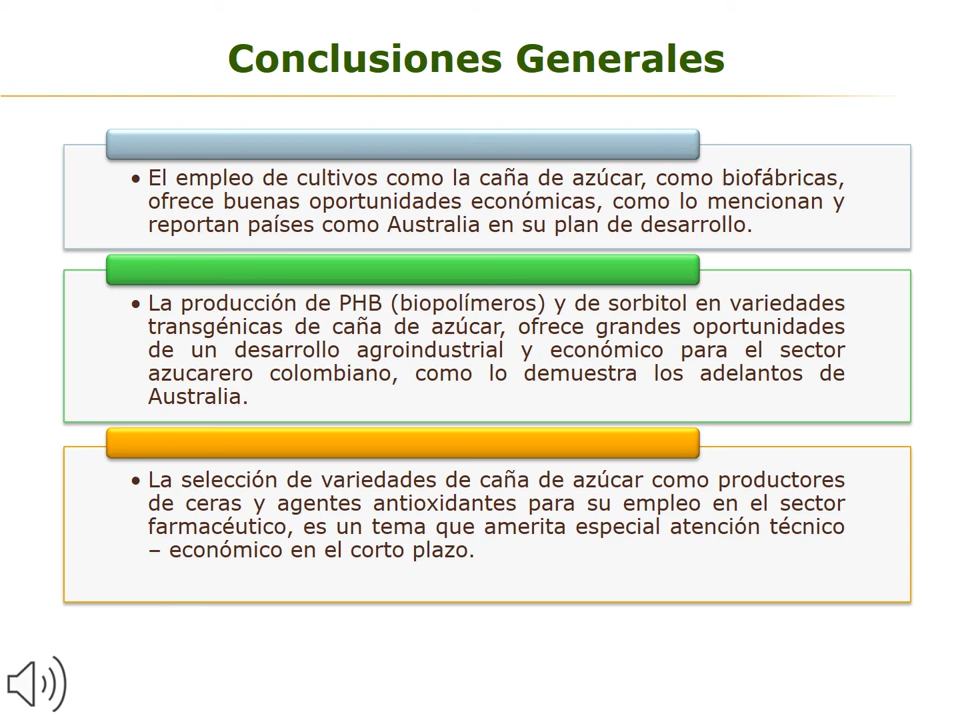 Conclusiones Generales
• El empleo de cultivos como la caña de azúcar, como biofábricas,
ofrece buenas oportunidades económicas, como lo mencionan y
reportan países como Australia en su plan de desarrollo.
• La producción de PHB (biopolímeros) y de sorbitol en variedades
transgénicas de caña de azúcar, ofrece grandes oportunidades
de un desarrollo agroindustrial y económico para el sector
azucarero colombiano, como lo demuestra los adelantos de
Australia.
• La selección de variedades de caña de azúcar como productores
de ceras y agentes antioxidantes para su empleo en el sector
farmacéutico, es un tema que amerita especial atención técnico
– económico en el corto plazo.